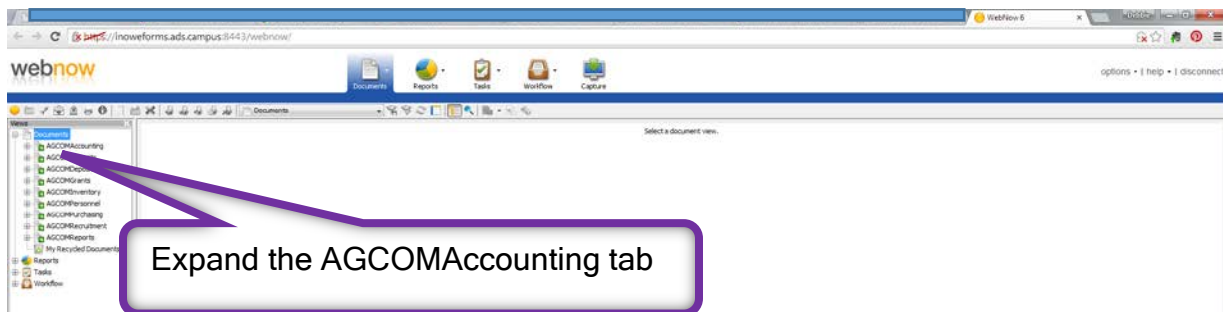 WebNow 6
https://inoweforms.ads.campus:8443/webnow/
webnow
Documents Reports Tasks Workflow Capture
options • | help • | disconnect
Documents
Views
Select a document view.
Documents
AGCOMAccounting
AGCOMGrants
AGCOMInventory
AGCOMPersonnel
AGCOMPurchasing
AGCOMRecruitment
AGCOMReports
My Recycled Documents
Reports
Tasks
Workflow
Expand the AGCOMAccounting tab